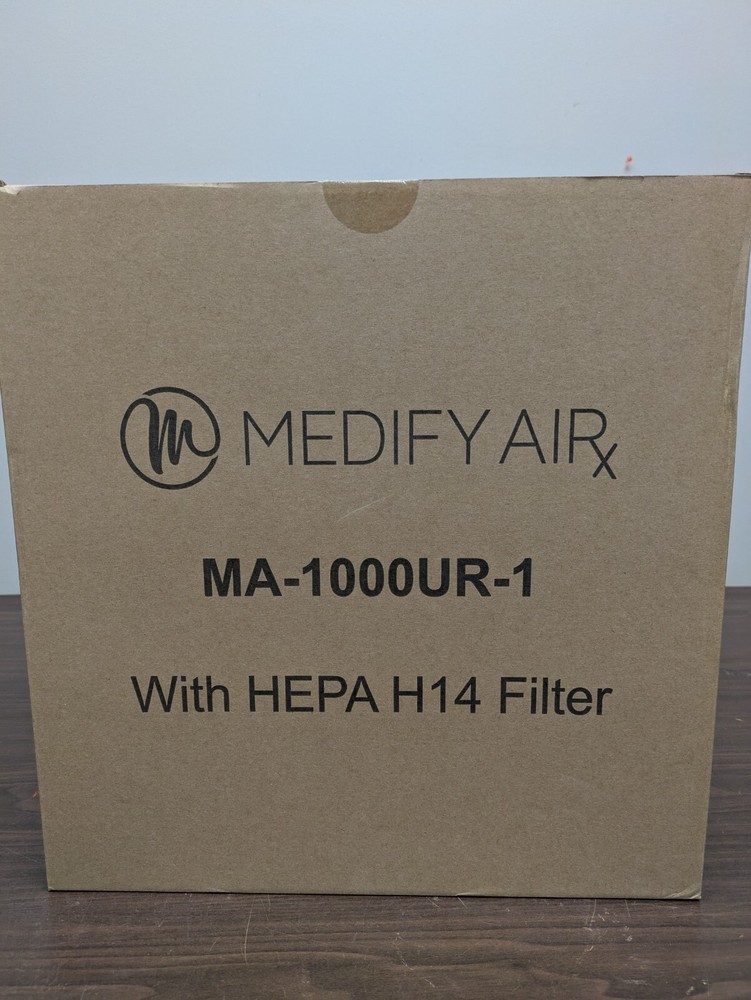 m MEDIFY AIRx
MA-1000UR-1
With HEPA H14 Filter